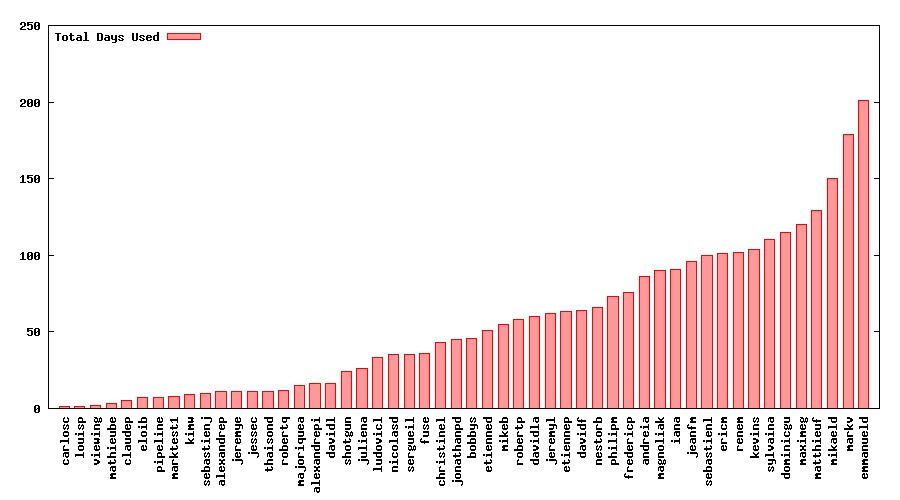 250
Total Days Used
200
150
100
50
0
carlosc
louisp
viewing
mathieube
claudep
eloib
pipeline
marktest1
kimw
sebastienj
alexandrep
jeremye
jessec
thaisond
robertq
majoriquea
alexandrepi
davidl
shotgun
juliena
ludovicl
nicolasd
sergueil
fuse
christinel
jonathanpd
bobbys
etienned
mikeb
robertp
davidla
jeremyl
etiennep
davidf
nestorb
philipm
fredericp
andreia
magnoliak
iana
jeanfm
sebastienl
ericm
renem
kevins
sylvaina
dominicgu
maximeg
matthieuf
mikaeld
markv
emmanueld